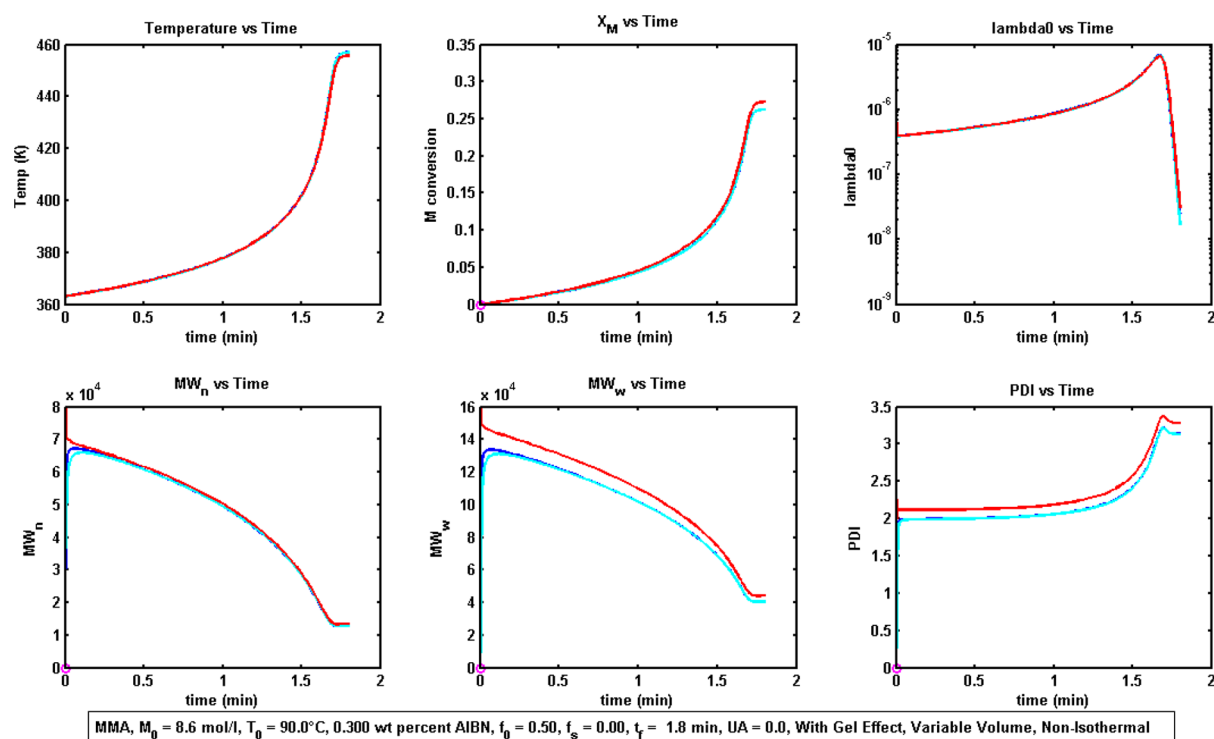 Temperature vs Time
460
440
420
400
380
360
Temp (K)
0 0.5 1 1.5 2
time (min)
X_M vs Time
0.35
0.3
0.25
0.2
0.15
0.1
0.05
0
M conversion
0 0.5 1 1.5 2
time (min)
lambda0 vs Time
10^-5
10^-6
10^-7
10^-8
10^-9
lambda0
0 0.5 1 1.5 2
time (min)
MW_n vs Time
x 10^4
8
7
6
5
4
3
2
1
0
MW_n
0 0.5 1 1.5 2
time (min)
MW_w vs Time
x 10^4
16
14
12
10
8
6
4
2
0
MW_w
0 0.5 1 1.5 2
time (min)
PDI vs Time
3.5
3
2.5
2
1.5
1
0.5
0
PDI
0 0.5 1 1.5 2
time (min)
MMA, M_0 = 8.6 mol/l, T_0 = 90.0°C, 0.300 wt percent AIBN, f_0 = 0.50, f_s = 0.00, t_f = 1.8 min, UA = 0.0, With Gel Effect, Variable Volume, Non-Isothermal